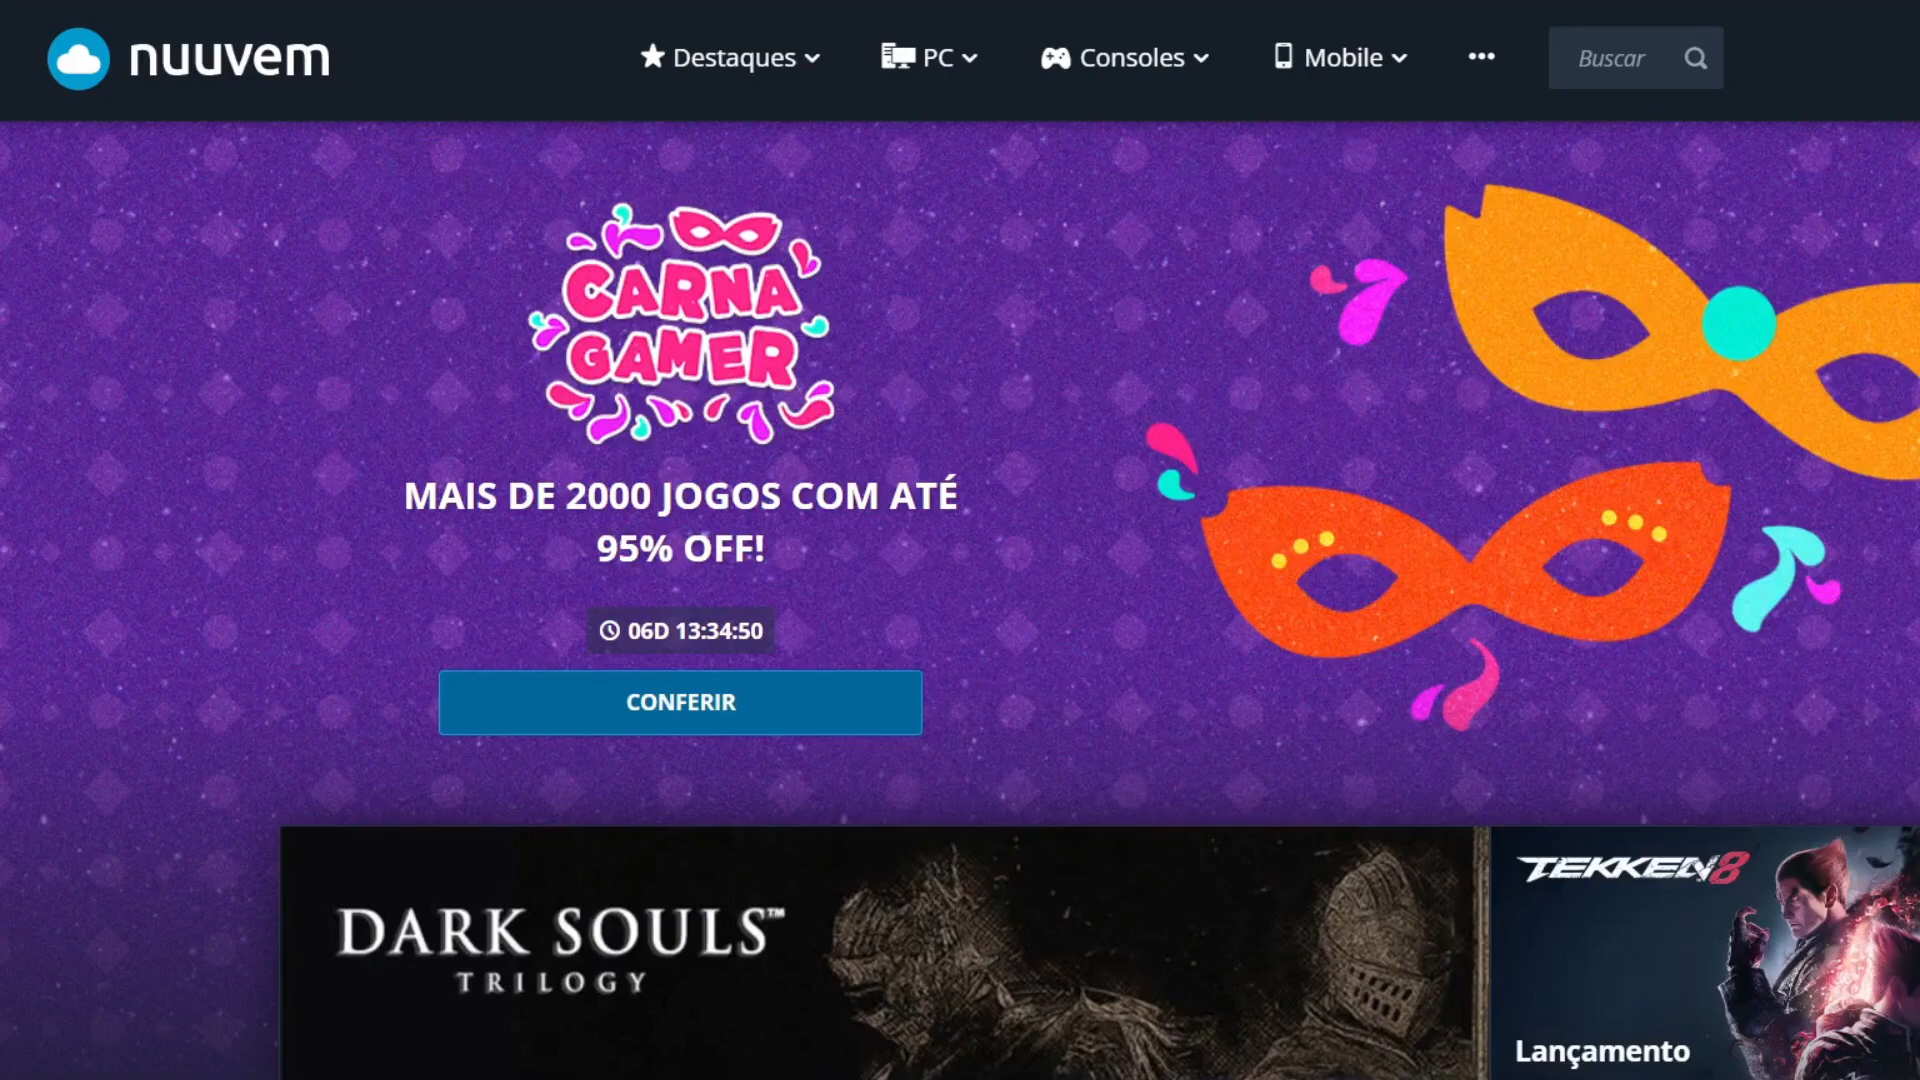 nuuvem
Destaques
PC
Consoles
Mobile
Buscar
CARNA
GAMER
MAIS DE 2000 JOGOS COM ATÉ
95% OFF!
06D 13:34:50
CONFERIR
DARK SOULS™
TRILOGY
TEKKEN 8
Lançamento